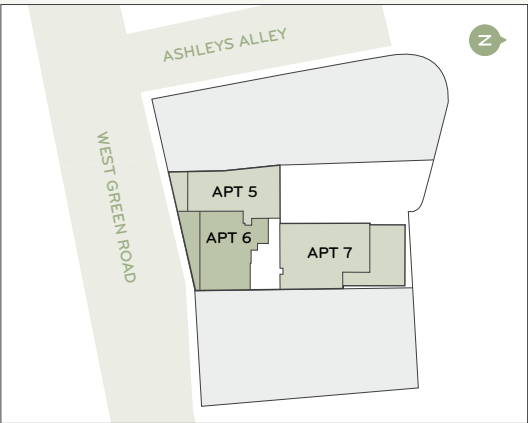 ASHLEYS ALLEY
N
WEST GREEN ROAD
APT 5
APT 6
APT 7